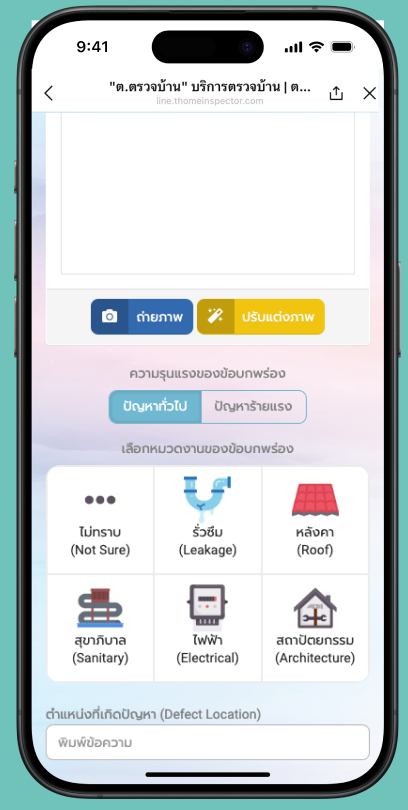 9:41
"ต.ตรวจบ้าน" บริการตรวจบ้าน | ต...
line.thomeinspector.com
ถ่ายภาพ
ปรับแต่งภาพ
ความรุนแรงของข้อบกพร่อง
ปัญหาทั่วไป
ปัญหาร้ายแรง
เลือกหมวดงานของข้อบกพร่อง
ไม่ทราบ
(Not Sure)
รั่วซึม
(Leakage)
หลังคา
(Roof)
สุขาภิบาล
(Sanitary)
ไฟฟ้า
(Electrical)
สถาปัตยกรรม
(Architecture)
ตำแหน่งที่เกิดปัญหา (Defect Location)
พิมพ์ข้อความ